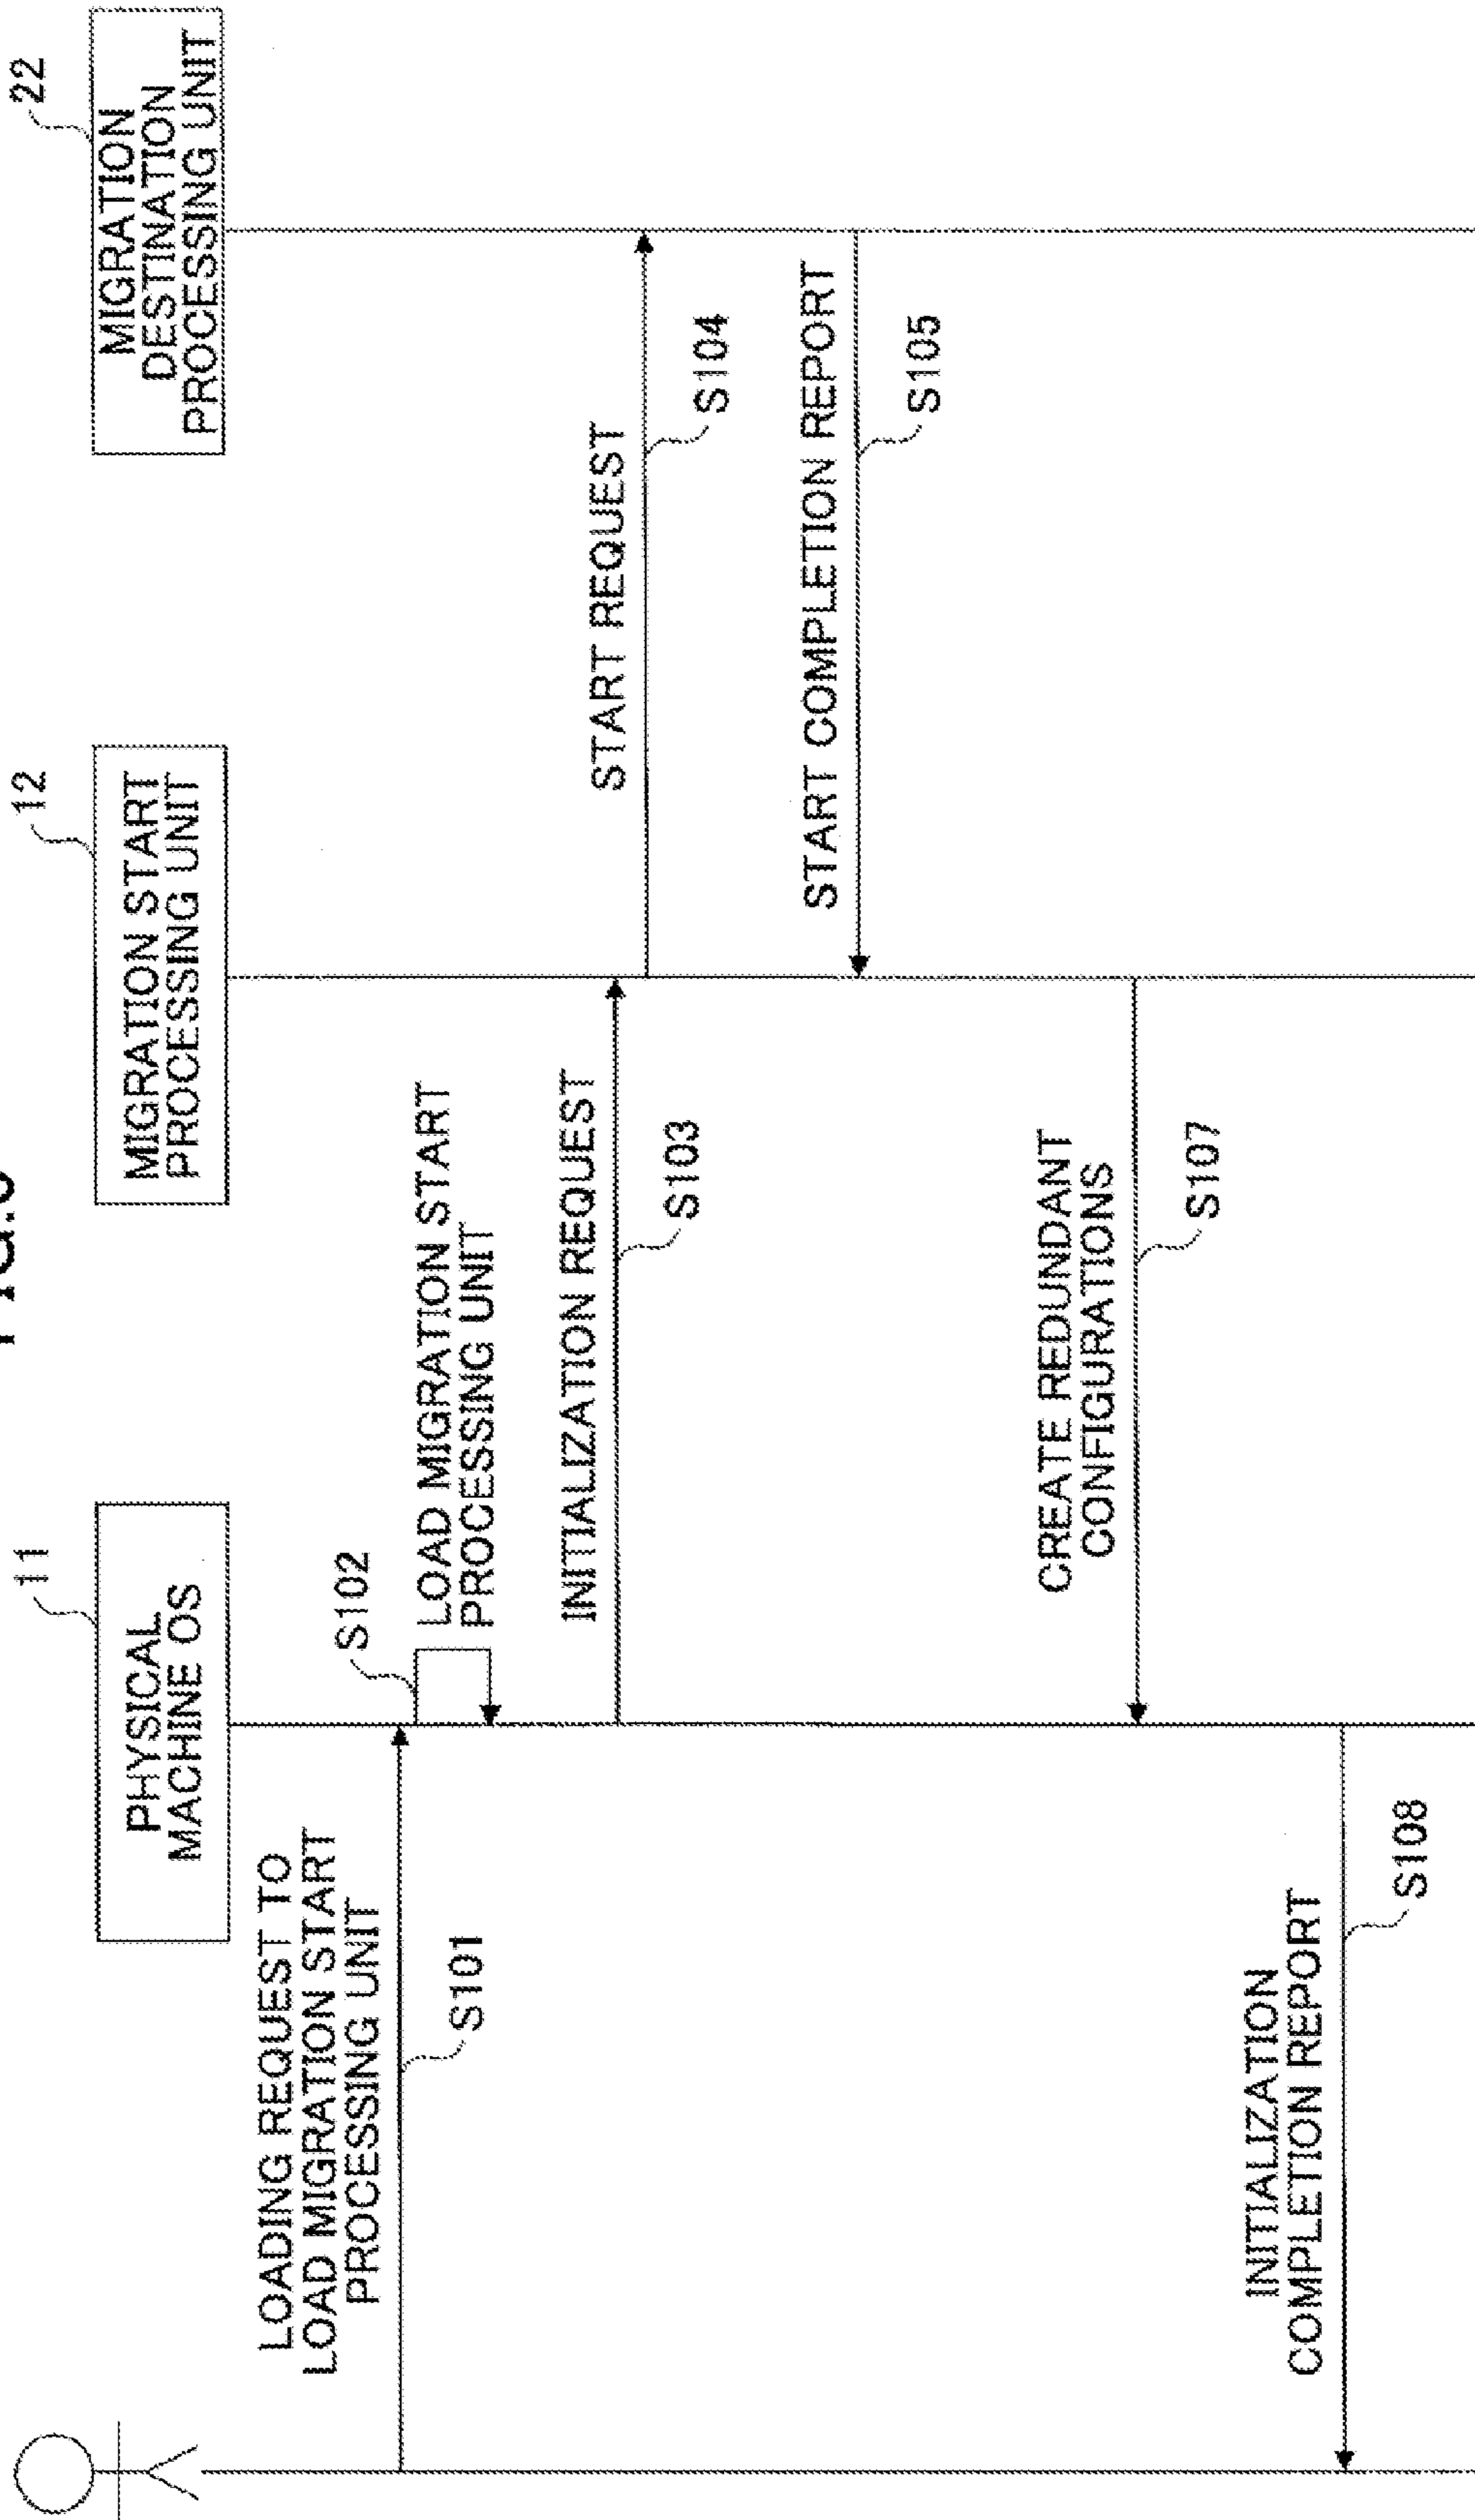 FIG.
22
MIGRATION
DESTINATION
PROCESSING UNIT
12
MIGRATION START
PROCESSING UNIT
11
PHYSICAL
MACHINE OS
LOADING REQUEST TO
LOAD MIGRATION START
PROCESSING UNIT
S101
S102
LOAD MIGRATION START
PROCESSING UNIT
INITIALIZATION REQUEST
S103
START REQUEST
S104
START COMPLETION REPORT
S105
CREATE REDUNDANT
CONFIGURATIONS
S107
INITIALIZATION
COMPLETION REPORT
S108